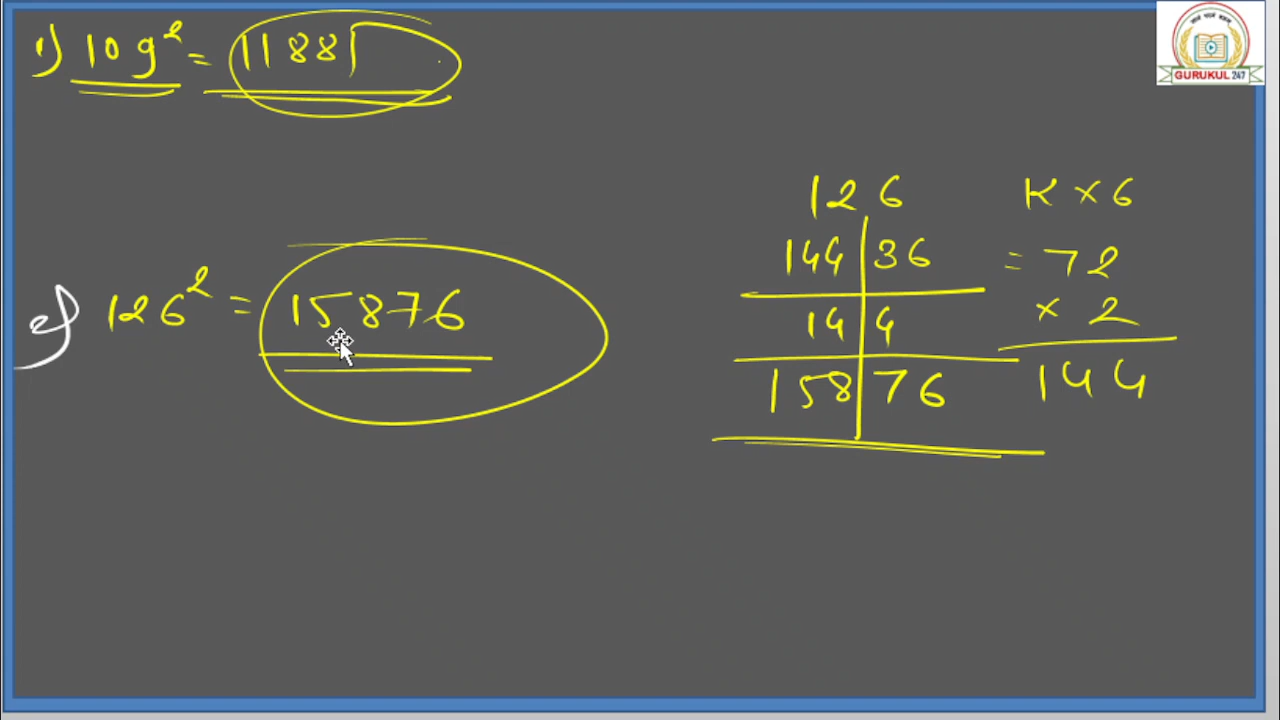 1) 109² = 11881
2) 126² = 15876
126
144 | 36
14 | 4
158 | 76
12 × 6
= 72
× 2
144
GURUKUL 247